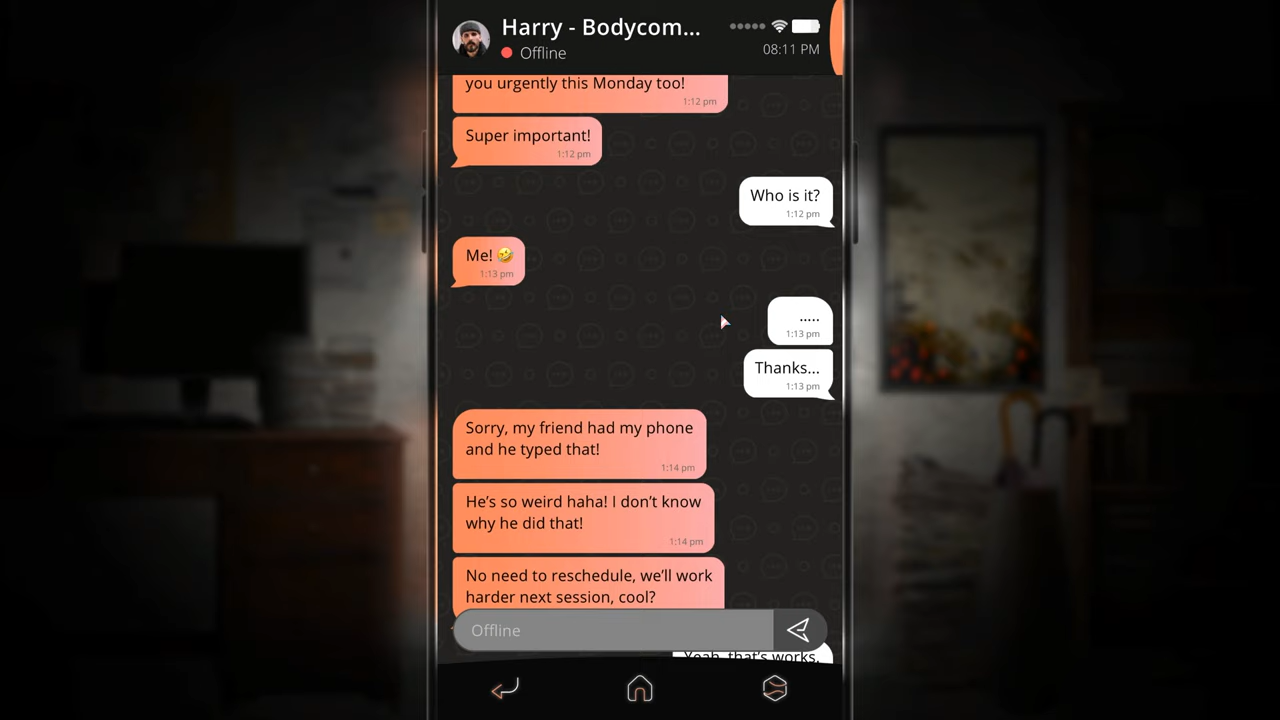 Harry - Bodycom...
Offline
08:11 PM
you urgently this Monday too!
1:12 pm
Super important!
1:12 pm
Who is it?
1:12 pm
Me! 🤣
1:13 pm
.....
1:13 pm
Thanks...
1:13 pm
Sorry, my friend had my phone
and he typed that!
1:14 pm
He’s so weird haha! I don’t know
why he did that!
1:14 pm
No need to reschedule, we’ll work
harder next session, cool?
Offline
Yeah, that’s works.